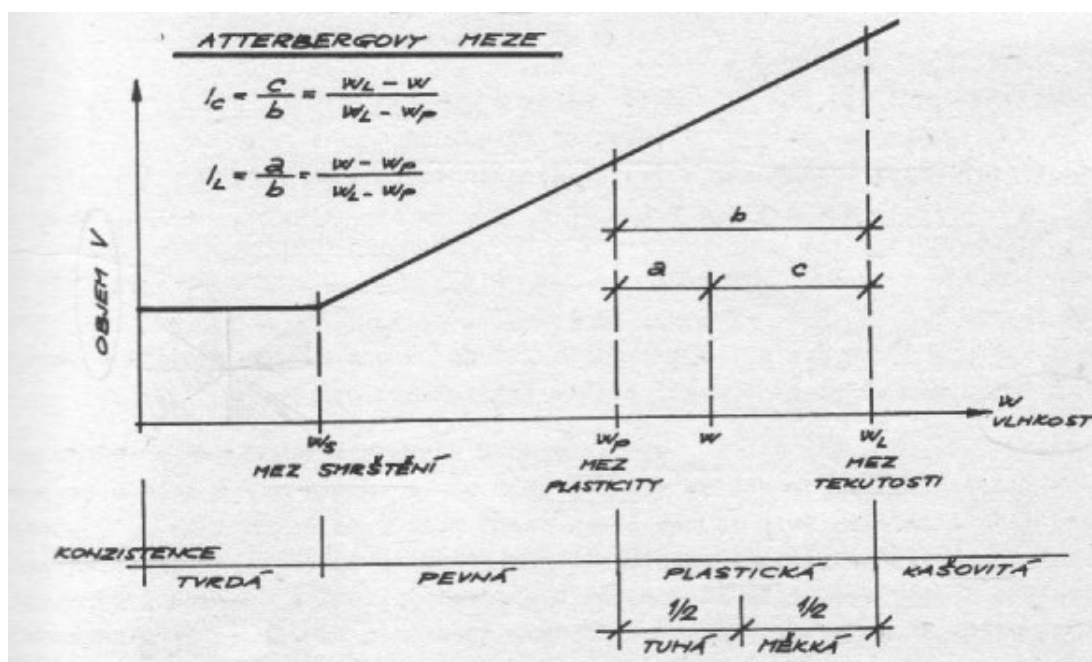 ATTERBERGOVY MEZE
I_C = c/b = (W_L - W)/(W_L - W_P)
I_L = a/b = (W - W_P)/(W_L - W_P)
OBJEM V
b
a c
W
VLHKOST
W_S W_P W W_L
MEZ SMRŠTĚNÍ
MEZ PLASTICITY
MEZ TEKUTOSTI
KONZISTENCE
TVRDÁ PEVNÁ PLASTICKÁ KAŠOVITÁ
1/2 1/2
TUHÁ MĚKKÁ